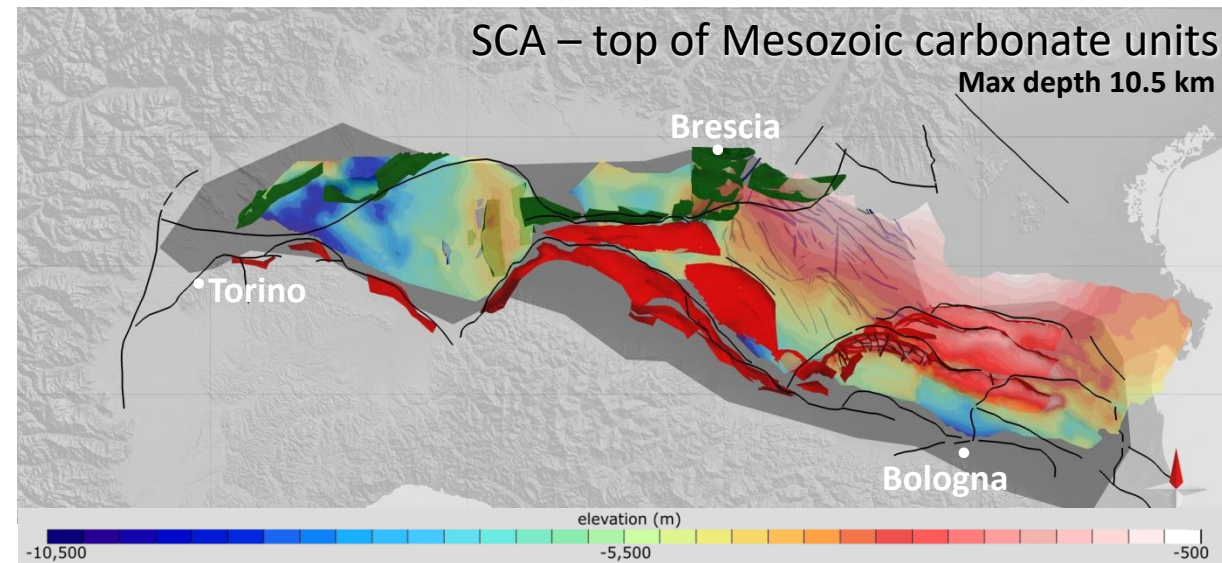 SCA – top of Mesozoic carbonate units
Max depth 10.5 km
Brescia
Torino
Bologna
elevation (m)
-10,500 -5,500 -500